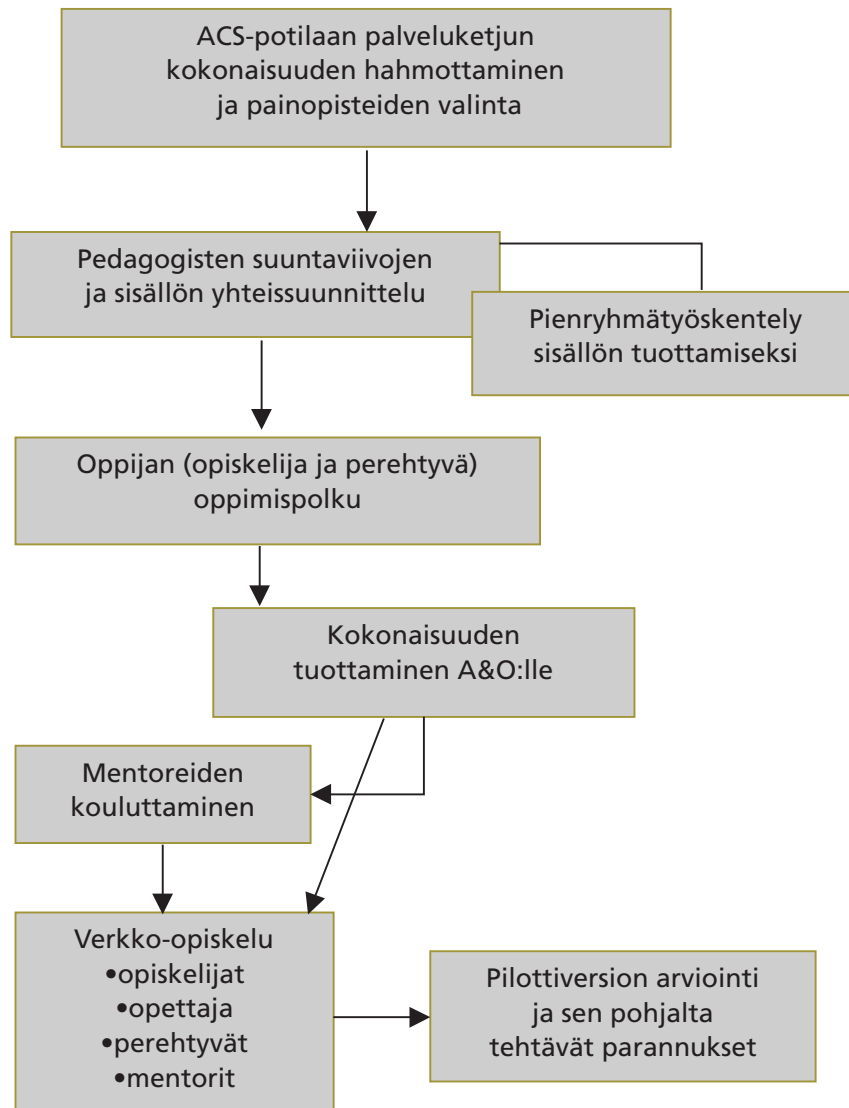 ACS-potilaan palveluketjun
kokonaisuuden hahmottaminen
ja painopisteiden valinta
Pedagogisten suuntaviivojen
ja sisällön yhteissuunnittelu
Pienryhmätyöskentely
sisällön tuottamiseksi
Oppijan (opiskelija ja perehtyvä)
oppimispolku
Kokonaisuuden
tuottaminen A&O:lle
Mentoreiden
kouluttaminen
Verkko-opiskelu
•opiskelijat
•opettaja
•perehtyvät
•mentorit
Pilottiversion arviointi
ja sen pohjalta
tehtävät parannukset